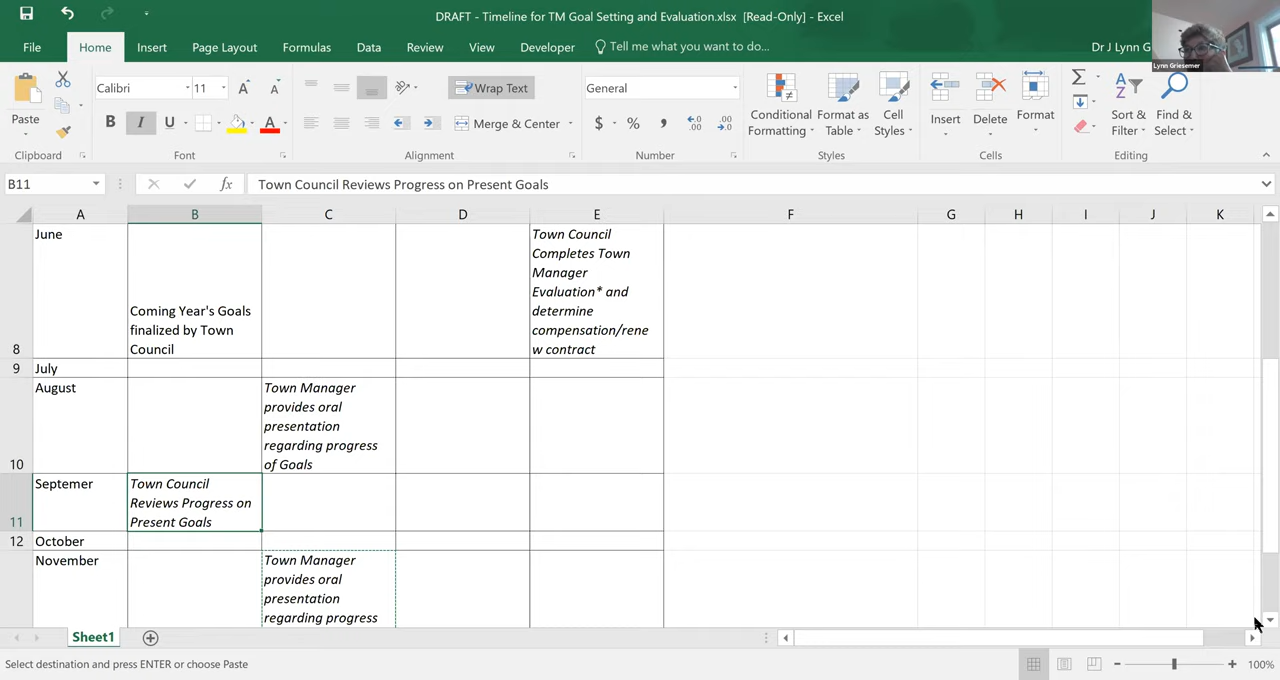 DRAFT - Timeline for TM Goal Setting and Evaluation.xlsx [Read-Only] - Excel
File Home Insert Page Layout Formulas Data Review View Developer Tell me what you want to do... Dr J Lynn G
Lynn Griesemer
Calibri 11 Wrap Text General
Paste B I U A Merge & Center $ % , Conditional Formatting Format as Table Cell Styles Insert Delete Format Sort & Filter Find & Select
Clipboard Font Alignment Number Styles Cells Editing
B11 fx Town Council Reviews Progress on Present Goals
A B C D E F G H I J K
8 June
Coming Year's Goals
finalized by Town
Council
Town Council
Completes Town
Manager
Evaluation* and
determine
compensation/rene
w contract
9 July
10 August
Town Manager
provides oral
presentation
regarding progress
of Goals
11 Septemer
Town Council
Reviews Progress on
Present Goals
12 October
November
Town Manager
provides oral
presentation
regarding progress
Sheet1
Select destination and press ENTER or choose Paste
100%